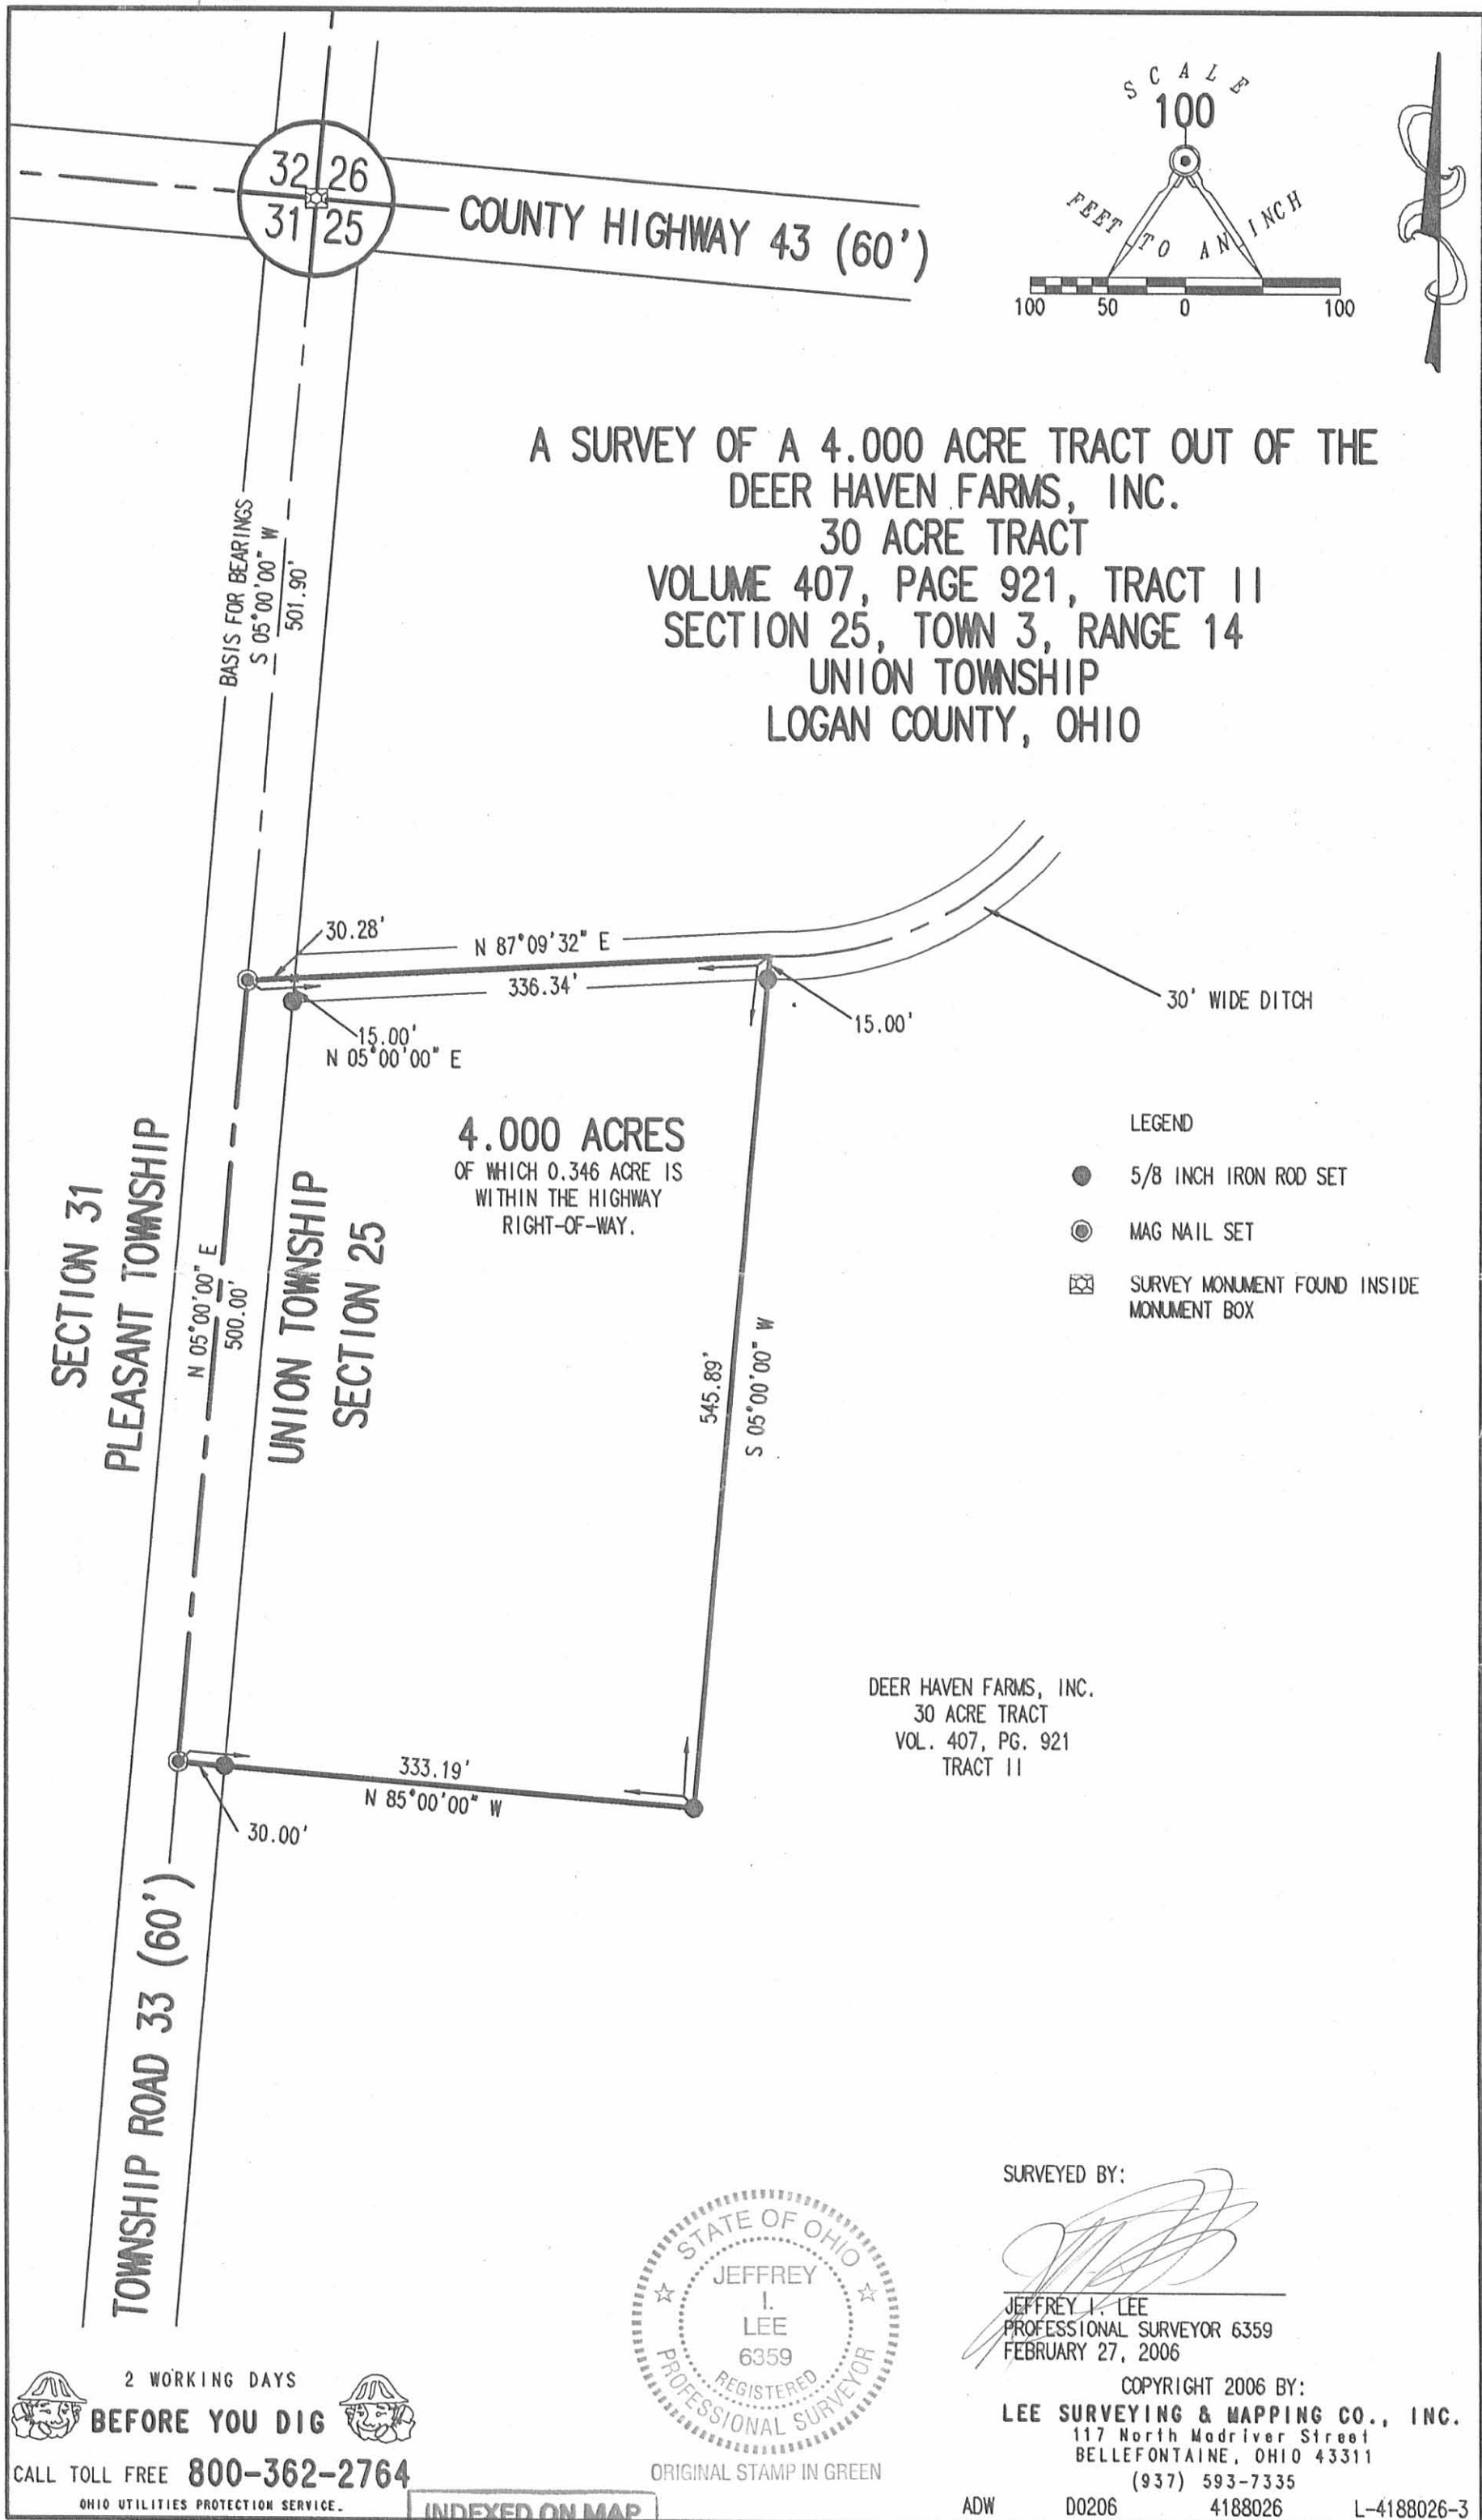 SCALE
100
FEET TO AN INCH
100 50 0 100
32 26
31 25
COUNTY HIGHWAY 43 (60')
A SURVEY OF A 4.000 ACRE TRACT OUT OF THE
DEER HAVEN FARMS, INC.
30 ACRE TRACT
VOLUME 407, PAGE 921, TRACT II
SECTION 25, TOWN 3, RANGE 14
UNION TOWNSHIP
LOGAN COUNTY, OHIO
BASIS FOR BEARINGS
S 05°00'00" W
501.90'
30.28'
N 87°09'32" E
336.34'
15.00'
N 05°00'00" E
15.00'
30' WIDE DITCH
4.000 ACRES
OF WHICH 0.346 ACRE IS
WITHIN THE HIGHWAY
RIGHT-OF-WAY.
LEGEND
5/8 INCH IRON ROD SET
MAG NAIL SET
SURVEY MONUMENT FOUND INSIDE
MONUMENT BOX
SECTION 31
PLEASANT TOWNSHIP
N 05°00'00" E
500.00'
UNION TOWNSHIP
SECTION 25
545.89'
S 05°00'00" W
DEER HAVEN FARMS, INC.
30 ACRE TRACT
VOL. 407, PG. 921
TRACT II
333.19'
N 85°00'00" W
30.00'
TOWNSHIP ROAD 33 (60')
SURVEYED BY:
JEFFREY I. LEE
PROFESSIONAL SURVEYOR 6359
FEBRUARY 27, 2006
STATE OF OHIO
JEFFREY
I.
LEE
6359
REGISTERED
PROFESSIONAL SURVEYOR
ORIGINAL STAMP IN GREEN
COPYRIGHT 2006 BY:
LEE SURVEYING & MAPPING CO., INC.
117 North Madriver Street
BELLEFONTAINE, OHIO 43311
(937) 593-7335
ADW D0206 4188026 L-4188026-3
2 WORKING DAYS
BEFORE YOU DIG
CALL TOLL FREE 800-362-2764
OHIO UTILITIES PROTECTION SERVICE.
INDEXED ON MAP